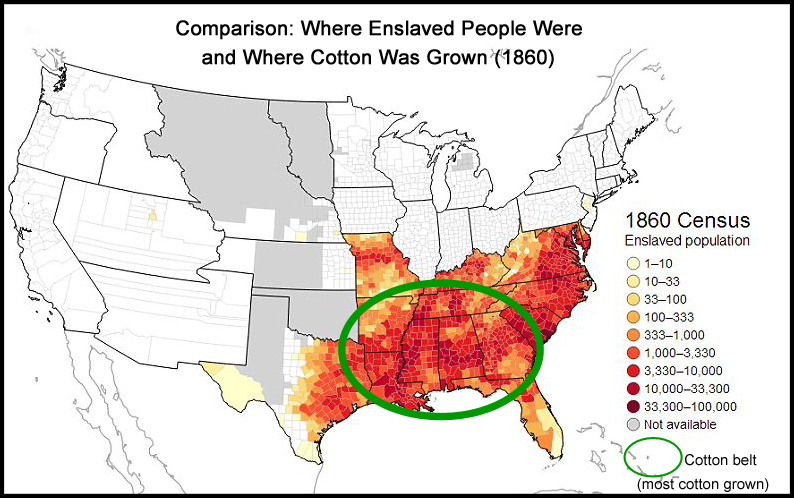 Comparison: Where Enslaved People Were
and Where Cotton Was Grown (1860)
1860 Census
Enslaved population
1–10
10–33
33–100
100–333
333–1,000
1,000–3,330
3,330–10,000
10,000–33,300
33,300–100,000
Not available
Cotton belt
(most cotton grown)